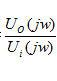 = U_O(jw) / U_i(jw)